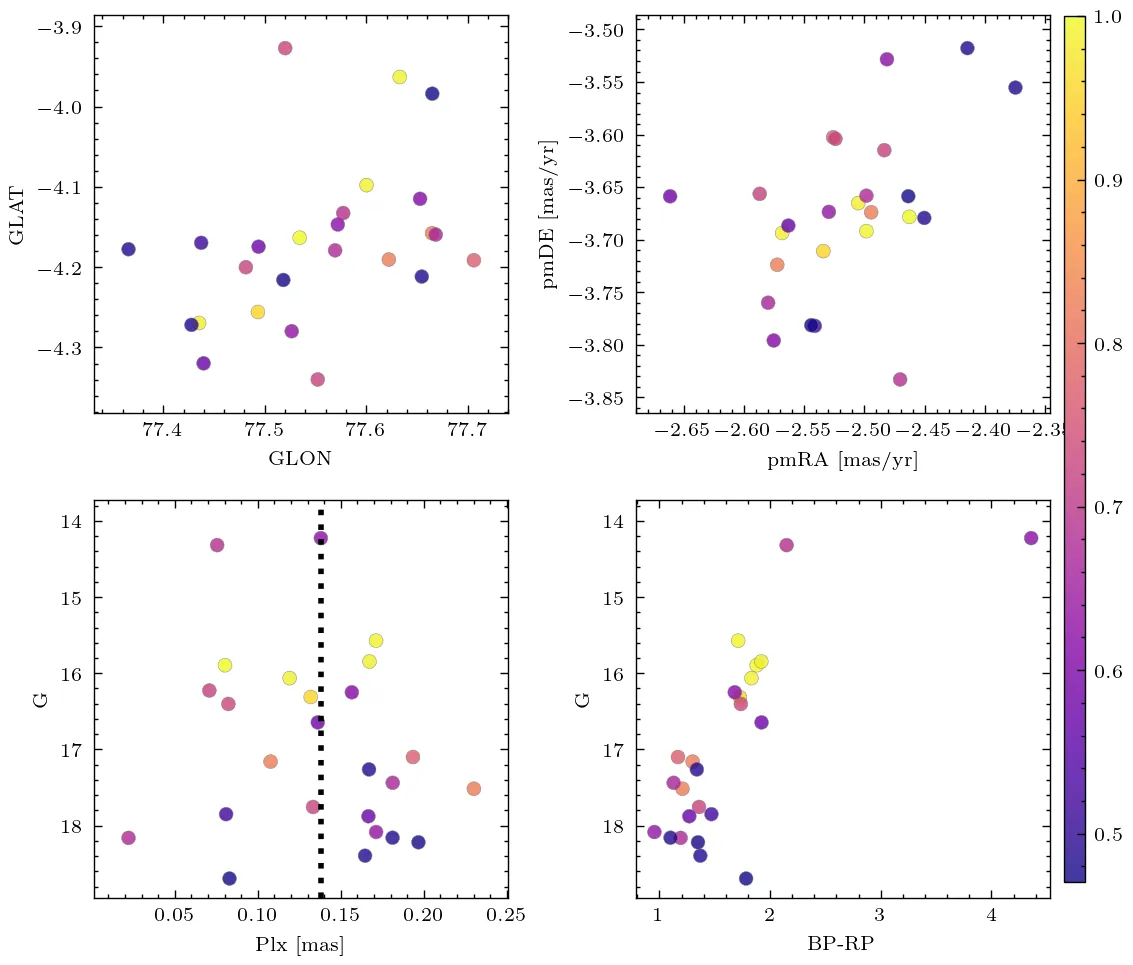 −3.9
−4.0
−4.1
−4.2
−4.3
GLAT
77.4 77.5 77.6 77.7
GLON
−3.50
−3.55
−3.60
−3.65
−3.70
−3.75
−3.80
−3.85
pmDE [mas/yr]
−2.65 −2.60 −2.55 −2.50 −2.45 −2.40 −2.35
pmRA [mas/yr]
14
15
16
17
18
G
0.05 0.10 0.15 0.20 0.25
Plx [mas]
14
15
16
17
18
G
1 2 3 4
BP-RP
1.0
0.9
0.8
0.7
0.6
0.5